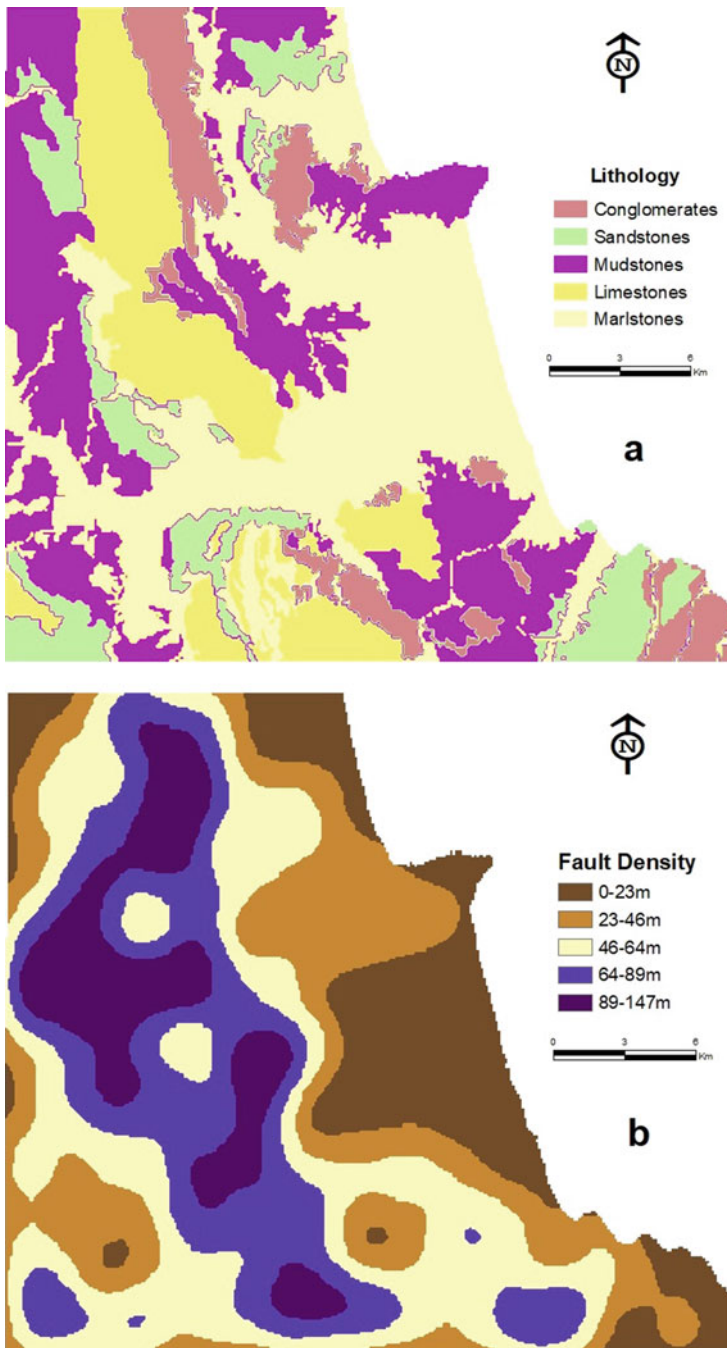 N
Lithology
Conglomerates
Sandstones
Mudstones
Limestones
Marlstones
0 3 6
Km
a
N
Fault Density
0-23m
23-46m
46-64m
64-89m
89-147m
0 3 6
Km
b